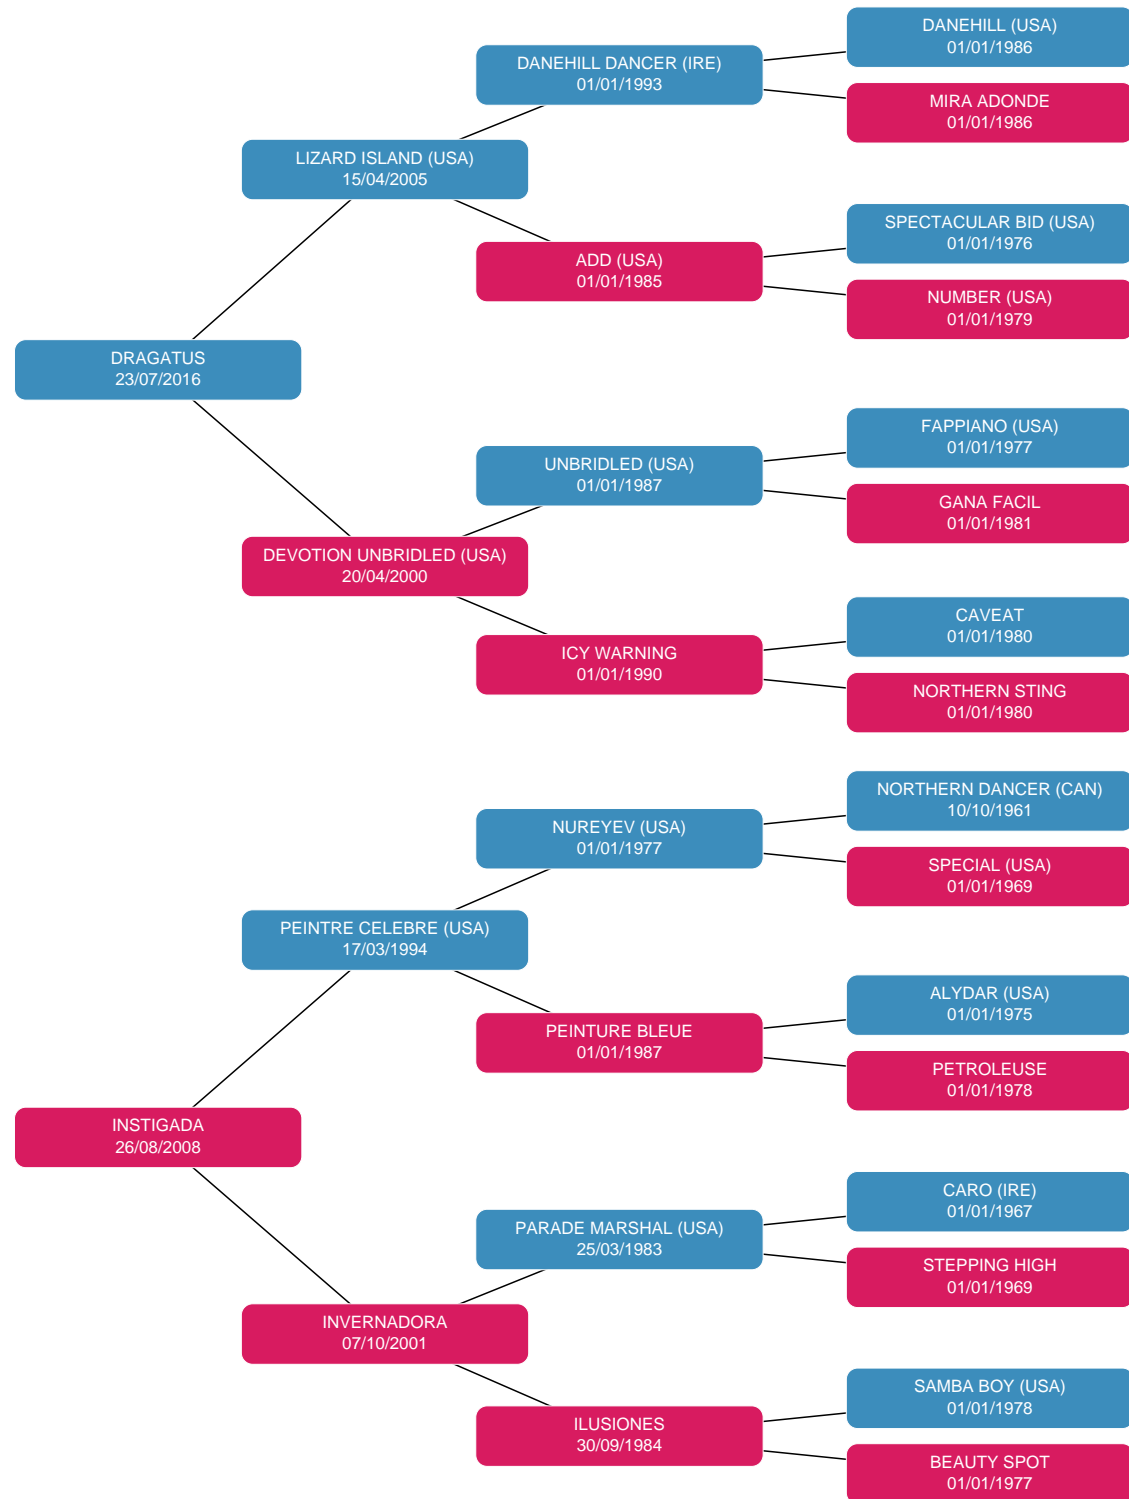 DANEHILL (USA)
01/01/1986
DANEHILL DANCER (IRE)
01/01/1993
MIRA ADONDE
01/01/1986
LIZARD ISLAND (USA)
15/04/2005
SPECTACULAR BID (USA)
01/01/1976
ADD (USA)
01/01/1985
NUMBER (USA)
01/01/1979
DRAGATUS
23/07/2016
FAPPIANO (USA)
01/01/1977
UNBRIDLED (USA)
01/01/1987
GANA FACIL
01/01/1981
DEVOTION UNBRIDLED (USA)
20/04/2000
CAVEAT
01/01/1980
ICY WARNING
01/01/1990
NORTHERN STING
01/01/1980
NORTHERN DANCER (CAN)
10/10/1961
NUREYEV (USA)
01/01/1977
SPECIAL (USA)
01/01/1969
PEINTRE CELEBRE (USA)
17/03/1994
ALYDAR (USA)
01/01/1975
PEINTURE BLEUE
01/01/1987
PETROLEUSE
01/01/1978
INSTIGADA
26/08/2008
CARO (IRE)
01/01/1967
PARADE MARSHAL (USA)
25/03/1983
STEPPING HIGH
01/01/1969
INVERNADORA
07/10/2001
SAMBA BOY (USA)
01/01/1978
ILUSIONES
30/09/1984
BEAUTY SPOT
01/01/1977